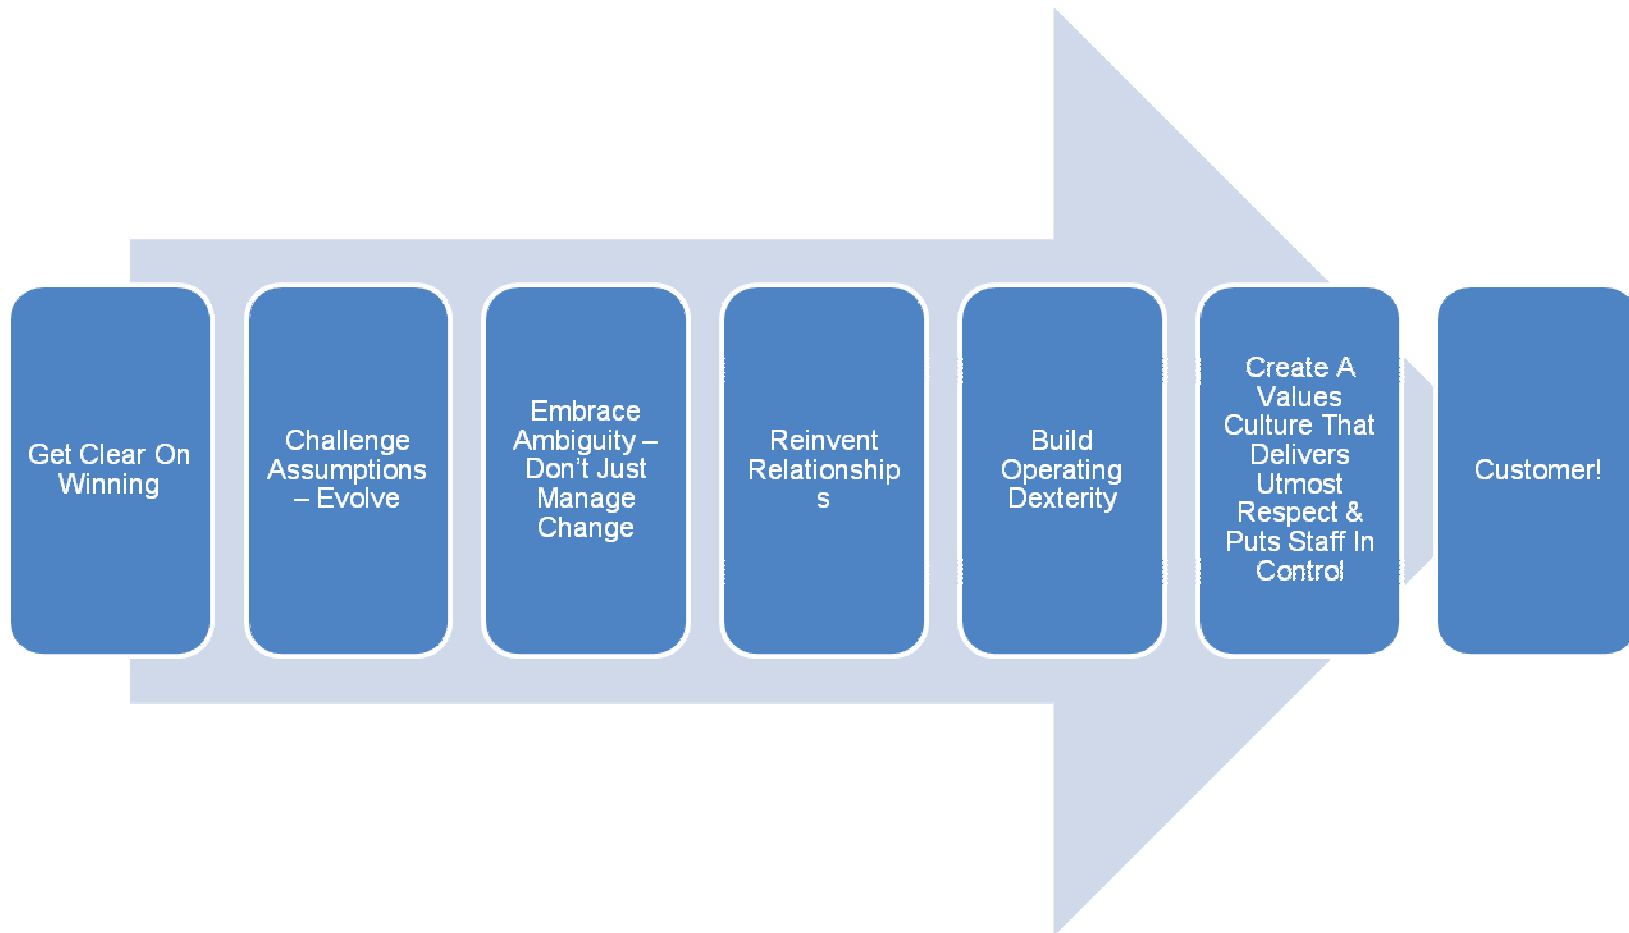 Get Clear On
Winning
Challenge
Assumptions
– Evolve
Embrace
Ambiguity –
Don’t Just
Manage
Change
Reinvent
Relationship
s
Build
Operating
Dexterity
Create A
Values
Culture That
Delivers
Utmost
Respect &
Puts Staff In
Control
Customer!